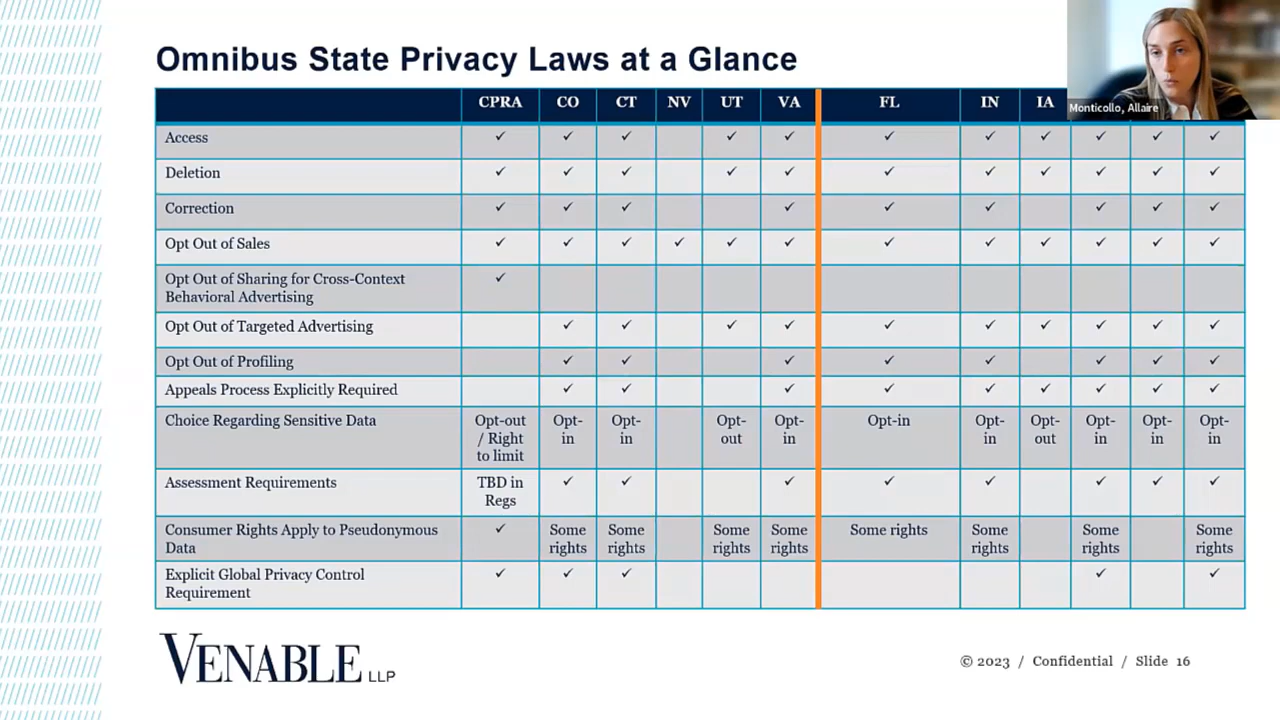 Omnibus State Privacy Laws at a Glance
Monticollo, Allaire
CPRA CO CT NV UT VA FL IN IA
Access ✓ ✓ ✓ ✓ ✓ ✓ ✓ ✓ ✓ ✓ ✓
Deletion ✓ ✓ ✓ ✓ ✓ ✓ ✓ ✓ ✓ ✓ ✓
Correction ✓ ✓ ✓ ✓ ✓ ✓ ✓ ✓ ✓
Opt Out of Sales ✓ ✓ ✓ ✓ ✓ ✓ ✓ ✓ ✓ ✓ ✓ ✓
Opt Out of Sharing for Cross-Context ✓
Behavioral Advertising
Opt Out of Targeted Advertising ✓ ✓ ✓ ✓ ✓ ✓ ✓ ✓ ✓ ✓
Opt Out of Profiling ✓ ✓ ✓ ✓ ✓ ✓ ✓ ✓
Appeals Process Explicitly Required ✓ ✓ ✓ ✓ ✓ ✓ ✓ ✓ ✓
Choice Regarding Sensitive Data Opt-out Opt- Opt- Opt- Opt- Opt-in Opt- Opt- Opt- Opt- Opt-
/ Right in in out in in out in in in
to limit
Assessment Requirements TBD in ✓ ✓ ✓ ✓ ✓ ✓ ✓ ✓
Regs
Consumer Rights Apply to Pseudonymous ✓ Some Some Some Some Some rights Some Some Some
Data rights rights rights rights rights rights rights
Explicit Global Privacy Control ✓ ✓ ✓ ✓ ✓
Requirement
VENABLE LLP
© 2023 / Confidential / Slide 16